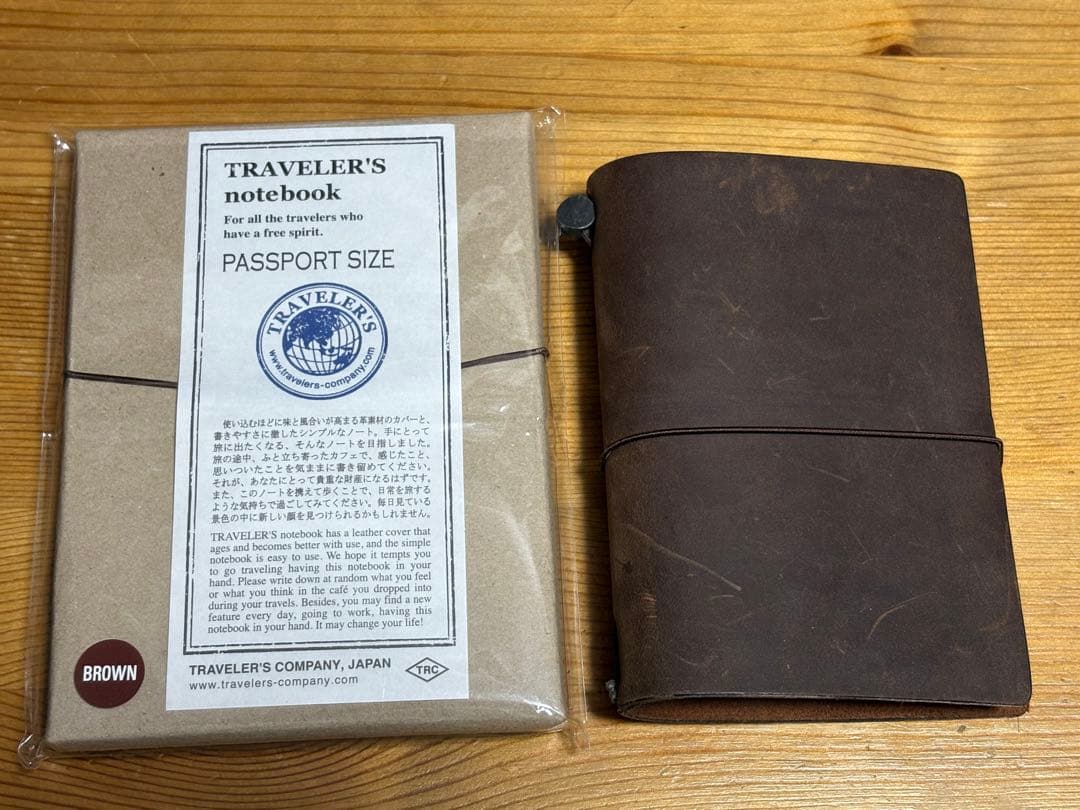 TRAVELER'S
notebook
For all the travelers who
have a free spirit.
PASSPORT SIZE
TRAVELER'S
www.travelers-company.com
使い込むほどに味と風合いが高まる革素材のカバーと、
書きやすさに徹したシンプルなノート。手にとって
旅に出たくなる、そんなノートを目指しました。
旅の途中、ふと立ち寄ったカフェで、感じたこと、
思いついたことを気ままに書き留めてください。
それが、あなたにとって貴重な財産になるはずです。
また、このノートを携えて歩くことで、日常を旅する
ような気持ちで過ごしてみてください。毎日見ている
景色の中に新しい顔を見つけられるかもしれません。
TRAVELER'S notebook has a leather cover that
ages and becomes better with use, and the simple
notebook is easy to use. We hope it tempts you
to go traveling having this notebook in your
hand. Please write down at random what you feel
or what you think in the café you dropped into
during your travels. Besides, you may find a new
feature every day, going to work, having this
notebook in your hand. It may change your life!
BROWN
TRAVELER'S COMPANY, JAPAN
www.travelers-company.com
TRC